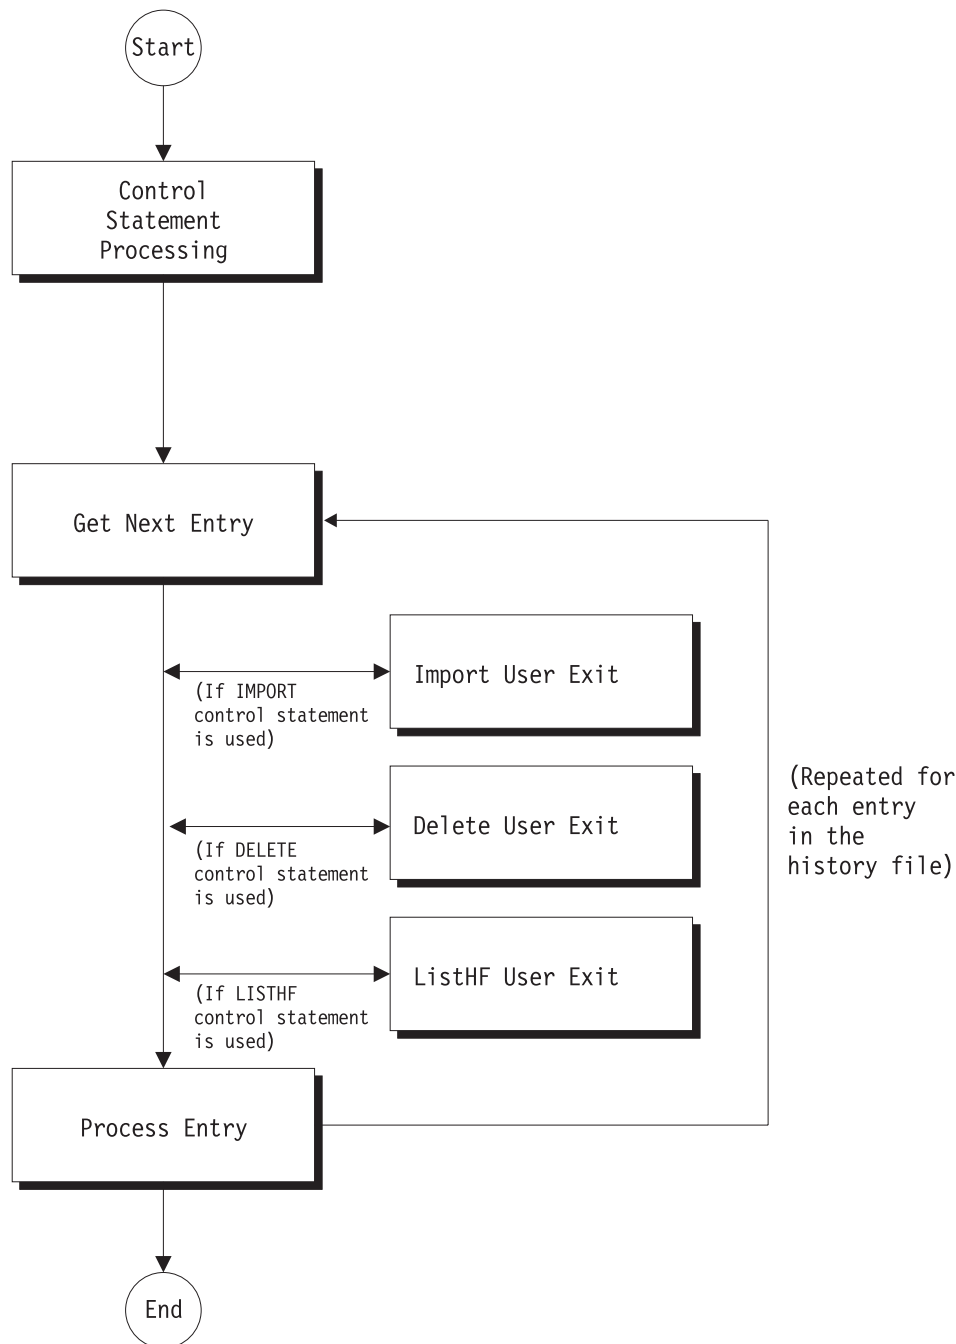 Start
Control
Statement
Processing
Get Next Entry
Import User Exit
(If IMPORT
control statement
is used)
(Repeated for
each entry
in the
history file)
Delete User Exit
(If DELETE
control statement
is used)
ListHF User Exit
(If LISTHF
control statement
is used)
Process Entry
End